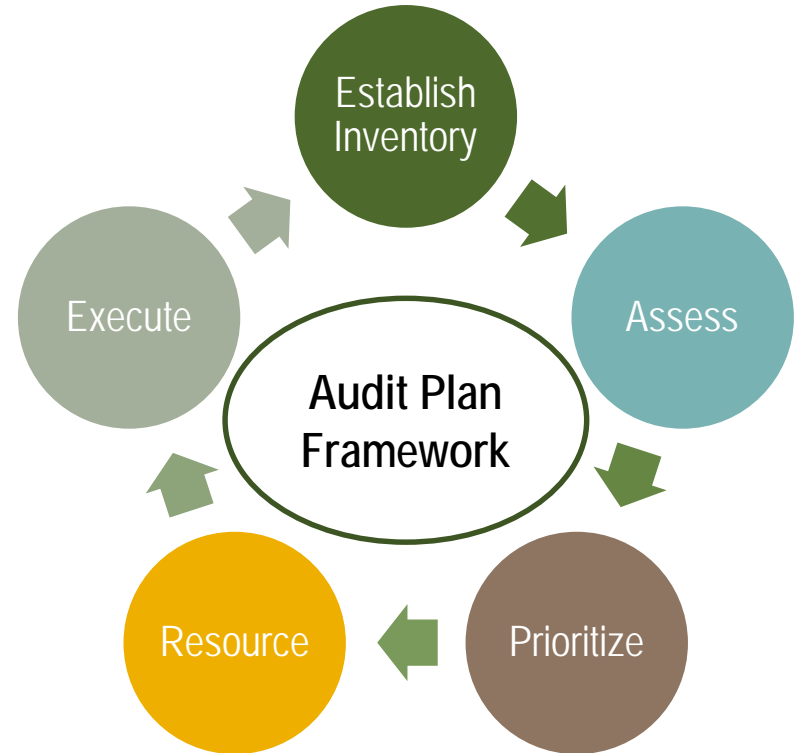 Establish
Inventory
Assess
Prioritize
Resource
Execute
Audit Plan
Framework